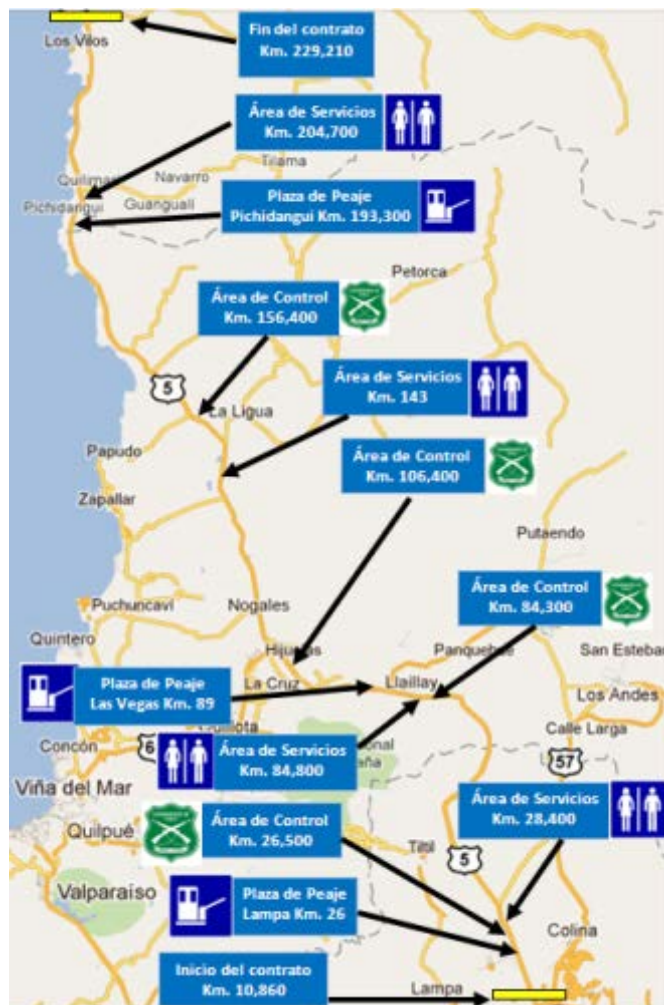 Los Vilos
Fin del contrato
Km. 229,210
Área de Servicios
Km. 204,700
Tilama
Navarro
Pichidangui
Guanguali
Plaza de Peaje
Pichidangui Km. 193,300
Petorca
Área de Control
Km. 156,400
5
Área de Servicios
Km. 143
La Ligua
Papudo
Área de Control
Km. 106,400
Zapallar
Putaendo
Área de Control
Km. 84,300
Puchuncaví
Nogales
Quintero
San Esteban
Plaza de Peaje
Las Vegas Km. 89
La Cruz
Llaillay
Los Andes
Calle Larga
Concón
6
Área de Servicios
Km. 84,800
57
Viña del Mar
Área de Servicios
Km. 28,400
Quilpué
Área de Control
Km. 26,500
Tiltil
5
Valparaíso
Plaza de Peaje
Lampa Km. 26
Colina
Inicio del contrato
Km. 10,860
Lampa